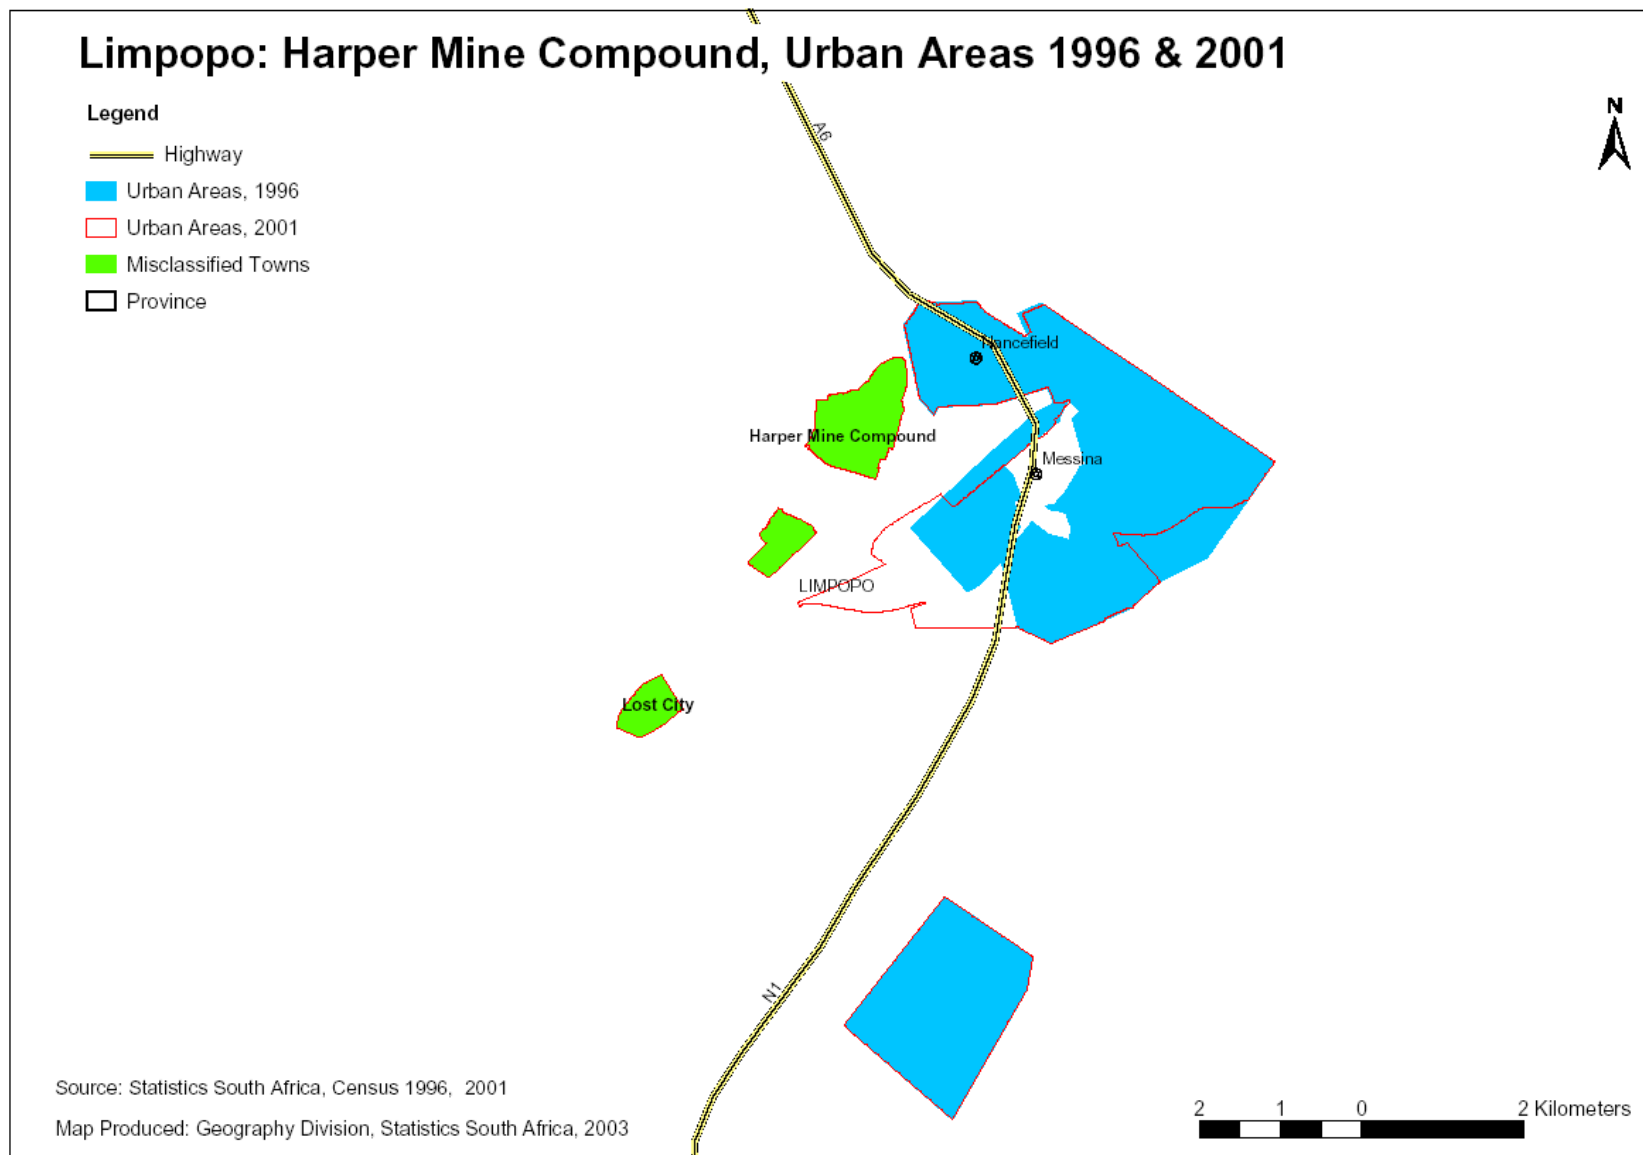 Limpopo: Harper Mine Compound, Urban Areas 1996 & 2001
Legend
Highway
Urban Areas, 1996
Urban Areas, 2001
Misclassified Towns
Province
N
A6
Nancefield
Harper Mine Compound
Messina
LIMPOPO
Lost City
N1
Source: Statistics South Africa, Census 1996, 2001
Map Produced: Geography Division, Statistics South Africa, 2003
2 1 0 2 Kilometers